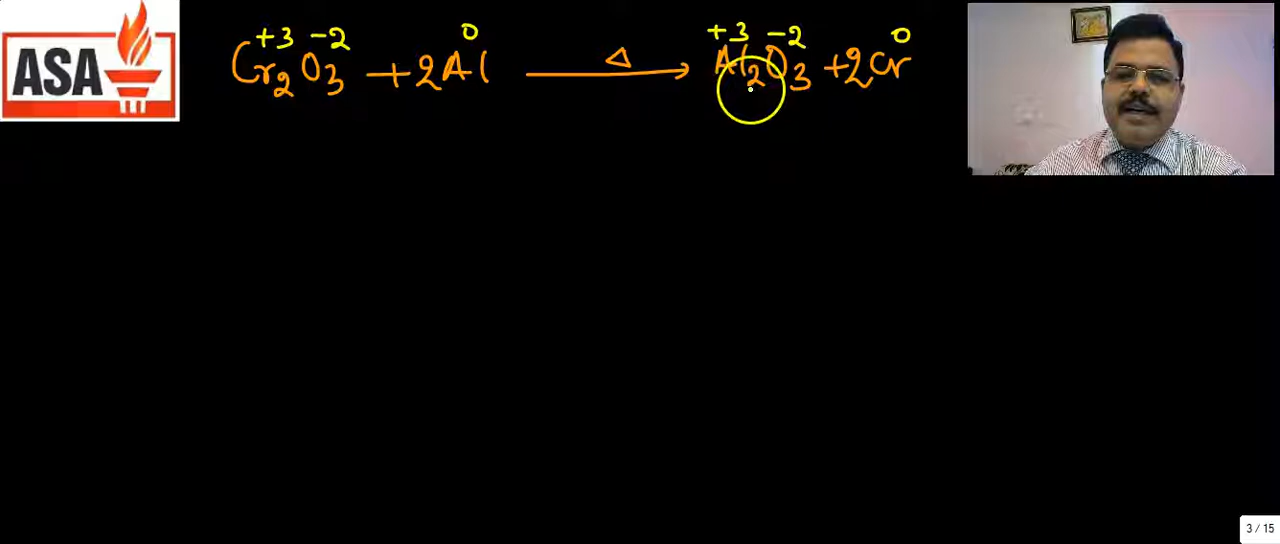 ASA
+3 -2 0 Δ +3 -2 0
Cr₂O₃ + 2Al ⟶ Al₂O₃ + 2Cr
3 / 15